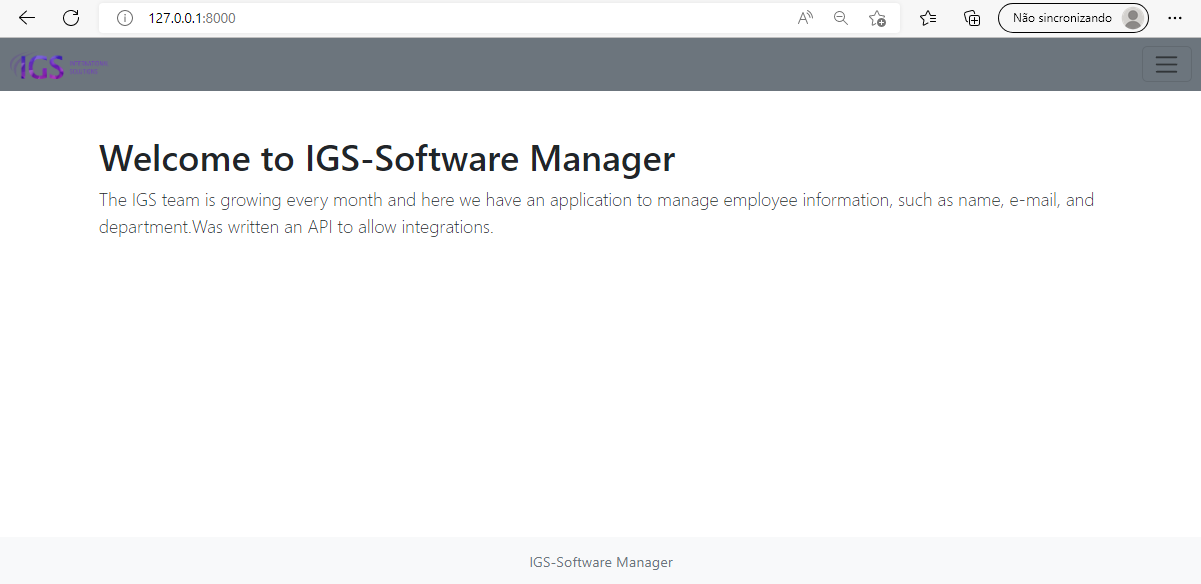 127.0.0.1:8000
Não sincronizando
IGS
Welcome to IGS-Software Manager
The IGS team is growing every month and here we have an application to manage employee information, such as name, e-mail, and
department.Was written an API to allow integrations.
IGS-Software Manager